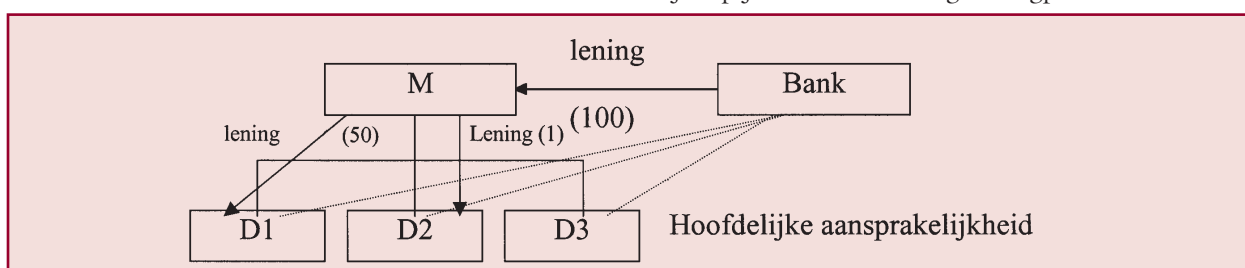 lening
M
Bank
lening
(50)
Lening (1)
(100)
D1
D2
D3
Hoofdelijke aansprakelijkheid